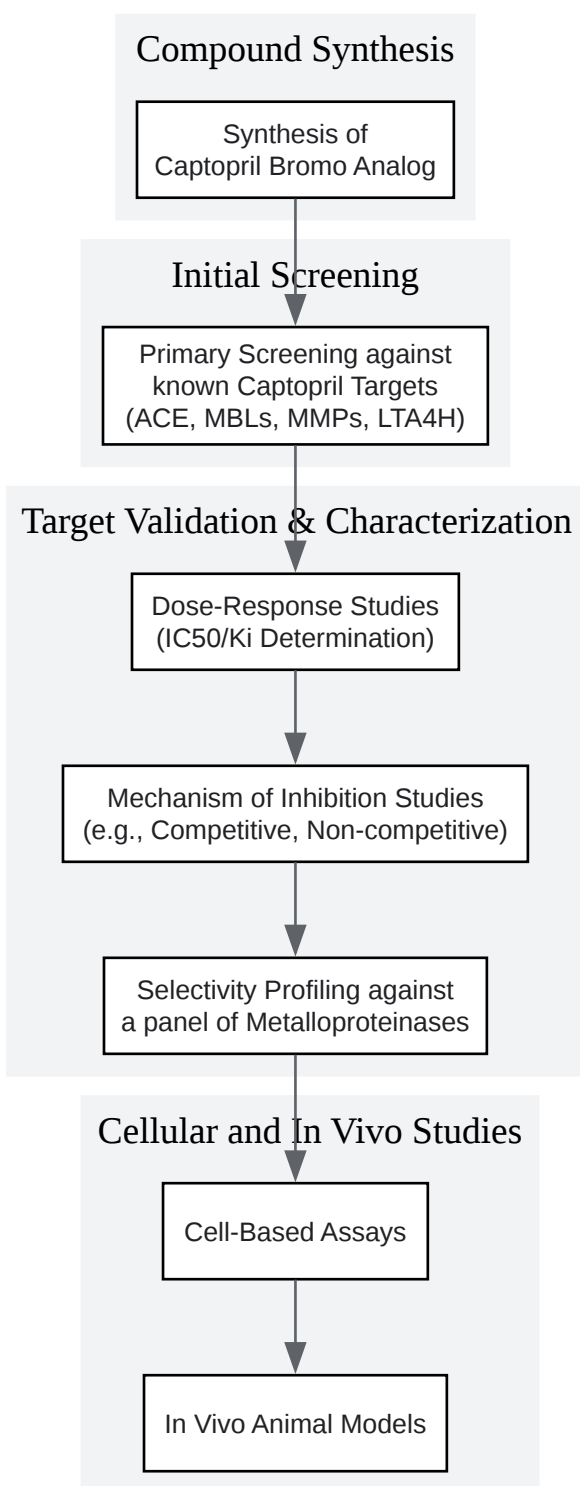 Compound Synthesis
Synthesis of
Captopril Bromo Analog
Initial Screening
Primary Screening against
known Captopril Targets
(ACE, MBLs, MMPs, LTA4H)
Target Validation & Characterization
Dose-Response Studies
(IC50/Ki Determination)
Mechanism of Inhibition Studies
(e.g., Competitive, Non-competitive)
Selectivity Profiling against
a panel of Metalloproteinases
Cellular and In Vivo Studies
Cell-Based Assays
In Vivo Animal Models